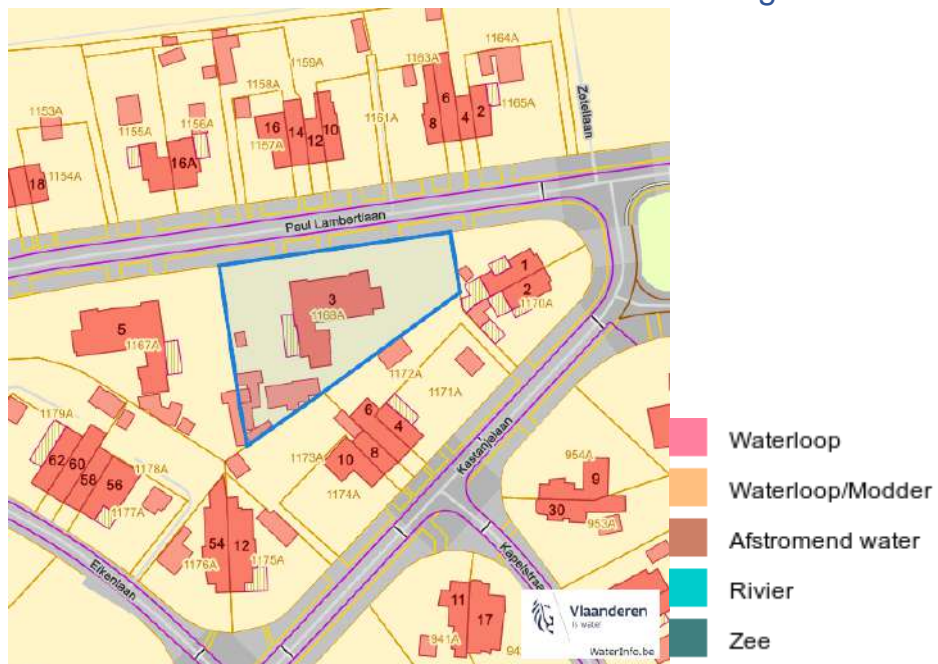 1164A
1159A
1163A
1158A
1153A
1165A
1155A
1156A
1161A
6
2
16
14
10
8
4
12
1157A
16A
18
1154A
Zotellaan
Paul Lambertlaan
1
2
1170A
3
1168A
5
1167A
1172A
1171A
1179A
6
4
62
60
58
56
1178A
1177A
10
8
1173A
1174A
Kastanjelaan
954A
9
30
953A
54
12
1176A
1175A
Eikenlaan
11
17
941A
Vlaanderen
is water
WaterInfo.be
Waterloop
Waterloop/Modder
Afstromend water
Rivier
Zee